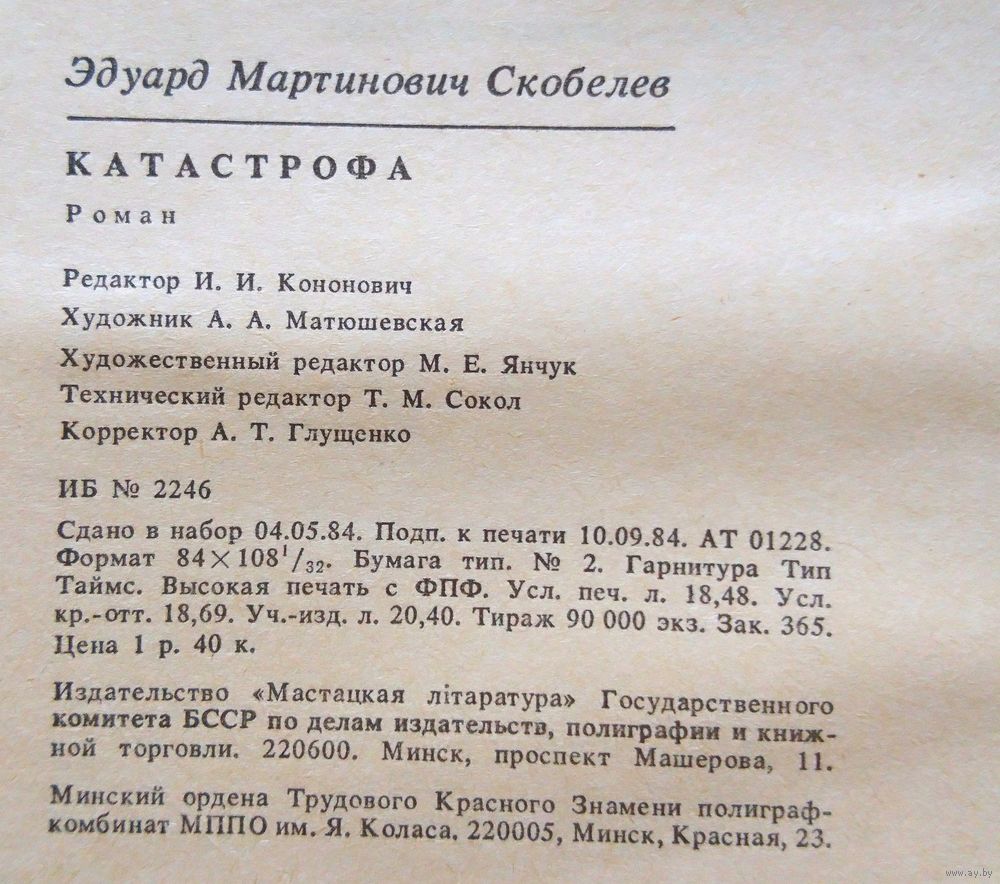 Эдуард Мартинович Скобелев
КАТАСТРОФА
Роман
Редактор И. И. Кононович
Художник А. А. Матюшевская
Художественный редактор М. Е. Янчук
Технический редактор Т. М. Сокол
Корректор А. Т. Глущенко
ИБ № 2246
Сдано в набор 04.05.84. Подп. к печати 10.09.84. АТ 01228.
Формат 84×108¹/₃₂. Бумага тип. № 2. Гарнитура Тип
Таймс. Высокая печать с ФПФ. Усл. печ. л. 18,48. Усл.
кр.-отт. 18,69. Уч.-изд. л. 20,40. Тираж 90 000 экз. Зак. 365.
Цена 1 р. 40 к.
Издательство «Мастацкая літаратура» Государственного
комитета БССР по делам издательств, полиграфии и книж-
ной торговли. 220600. Минск, проспект Машерова, 11.
Минский ордена Трудового Красного Знамени полиграф-
комбинат МППО им. Я. Коласа. 220005, Минск, Красная, 23.
www.ay.by